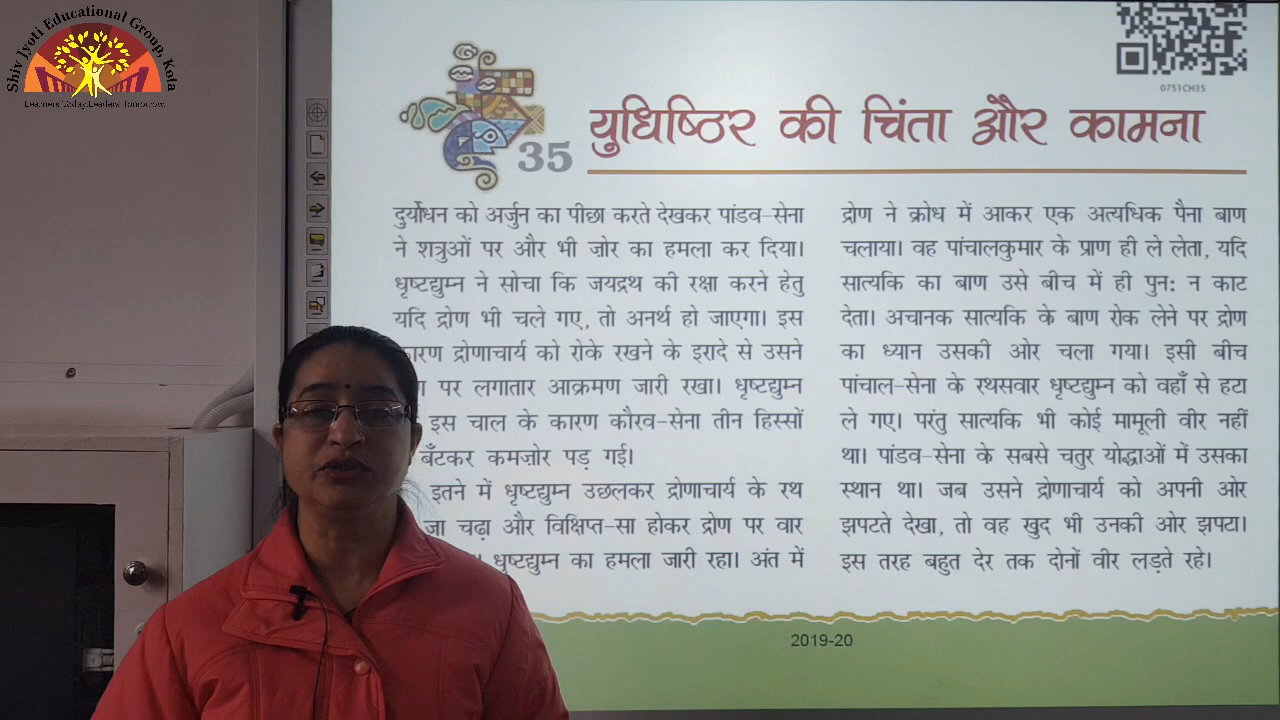 Shiv Jyoti Educational Group, Kota
Learners Today.Leaders Tomorrow.
0751CH35
35
युधिष्ठिर की चिंता और कामना
दुर्योधन को अर्जुन का पीछा करते देखकर पांडव-सेना
ने शत्रुओं पर और भी ज़ोर का हमला कर दिया।
धृष्टद्युम्न ने सोचा कि जयद्रथ की रक्षा करने हेतु
यदि द्रोण भी चले गए, तो अनर्थ हो जाएगा। इस
द्रोणाचार्य को रोके रखने के इरादे से उसने
पर लगातार आक्रमण जारी रखा। धृष्टद्युम्न
इस चाल के कारण कौरव-सेना तीन हिस्सों
बँटकर कमज़ोर पड़ गई।
इतने में धृष्टद्युम्न उछलकर द्रोणाचार्य के रथ
जा चढ़ा और विक्षिप्त-सा होकर द्रोण पर वार
धृष्टद्युम्न का हमला जारी रहा। अंत में
द्रोण ने क्रोध में आकर एक अत्यधिक पैना बाण
चलाया। वह पांचालकुमार के प्राण ही ले लेता, यदि
सात्यकि का बाण उसे बीच में ही पुनः न काट
देता। अचानक सात्यकि के बाण रोक लेने पर द्रोण
का ध्यान उसकी ओर चला गया। इसी बीच
पांचाल-सेना के रथसवार धृष्टद्युम्न को वहाँ से हटा
ले गए। परंतु सात्यकि भी कोई मामूली वीर नहीं
था। पांडव-सेना के सबसे चतुर योद्धाओं में उसका
स्थान था। जब उसने द्रोणाचार्य को अपनी ओर
झपटते देखा, तो वह खुद भी उनकी ओर झपटा।
इस तरह बहुत देर तक दोनों वीर लड़ते रहे।
2019-20